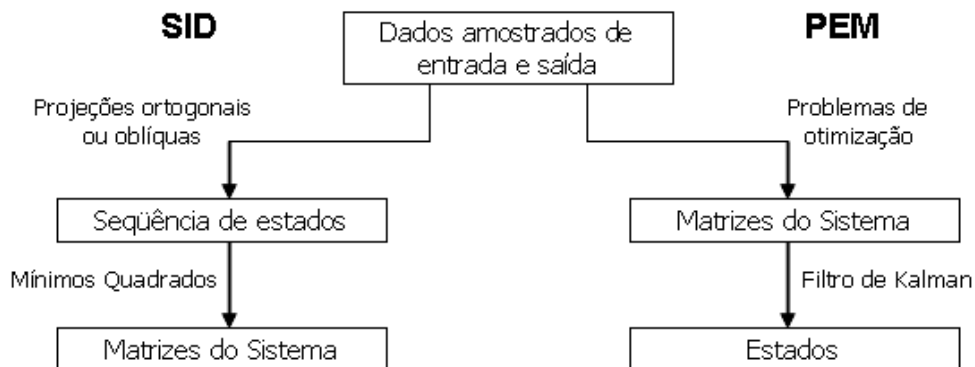 SID
PEM
Dados amostrados de
entrada e saída
Projeções ortogonais
ou oblíquas
Problemas de
otimização
Seqüência de estados
Matrizes do Sistema
Mínimos Quadrados
Filtro de Kalman
Matrizes do Sistema
Estados